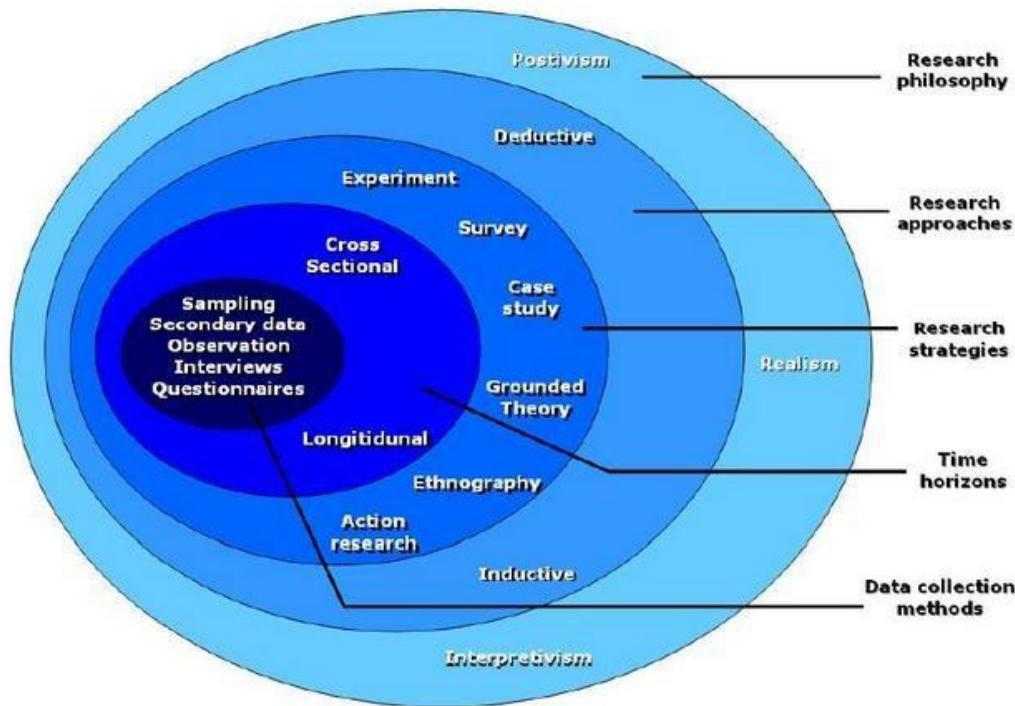 Postivism
Research
philosophy
Deductive
Experiment
Research
approaches
Survey
Cross
Sectional
Case
study
Sampling
Secondary data
Observation
Interviews
Questionnaires
Research
strategies
Realism
Grounded
Theory
Longitidunal
Time
horizons
Ethnography
Action
research
Inductive
Data collection
methods
Interpretivism